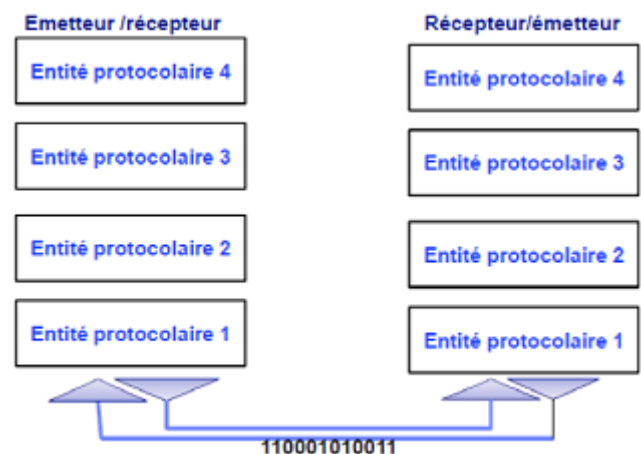 Emetteur /récepteur
Récepteur/émetteur
Entité protocolaire 4
Entité protocolaire 4
Entité protocolaire 3
Entité protocolaire 3
Entité protocolaire 2
Entité protocolaire 2
Entité protocolaire 1
Entité protocolaire 1
110001010011